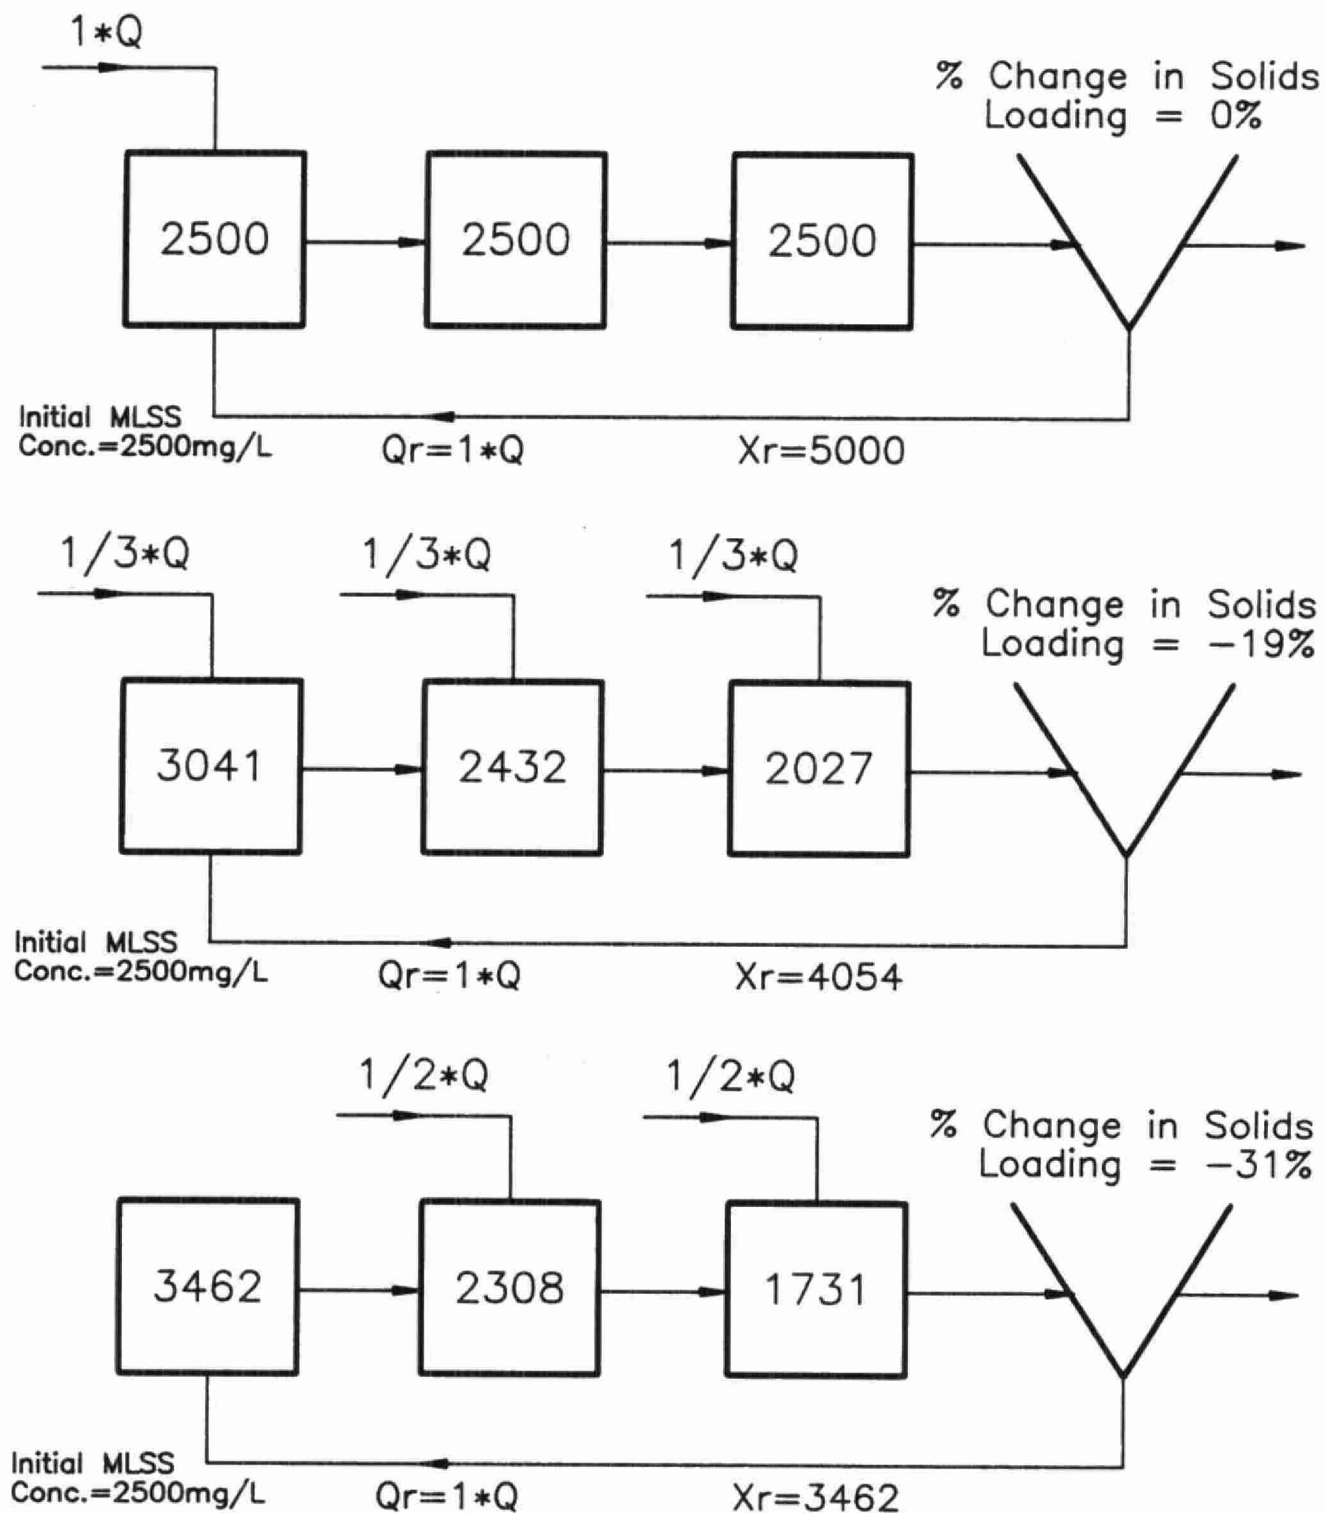 1*Q
% Change in Solids
Loading = 0%
2500
2500
2500
Initial MLSS
Conc.=2500mg/L
Qr=1*Q
Xr=5000
1/3*Q
1/3*Q
1/3*Q
% Change in Solids
Loading = -19%
3041
2432
2027
Initial MLSS
Conc.=2500mg/L
Qr=1*Q
Xr=4054
1/2*Q
1/2*Q
% Change in Solids
Loading = -31%
3462
2308
1731
Initial MLSS
Conc.=2500mg/L
Qr=1*Q
Xr=3462